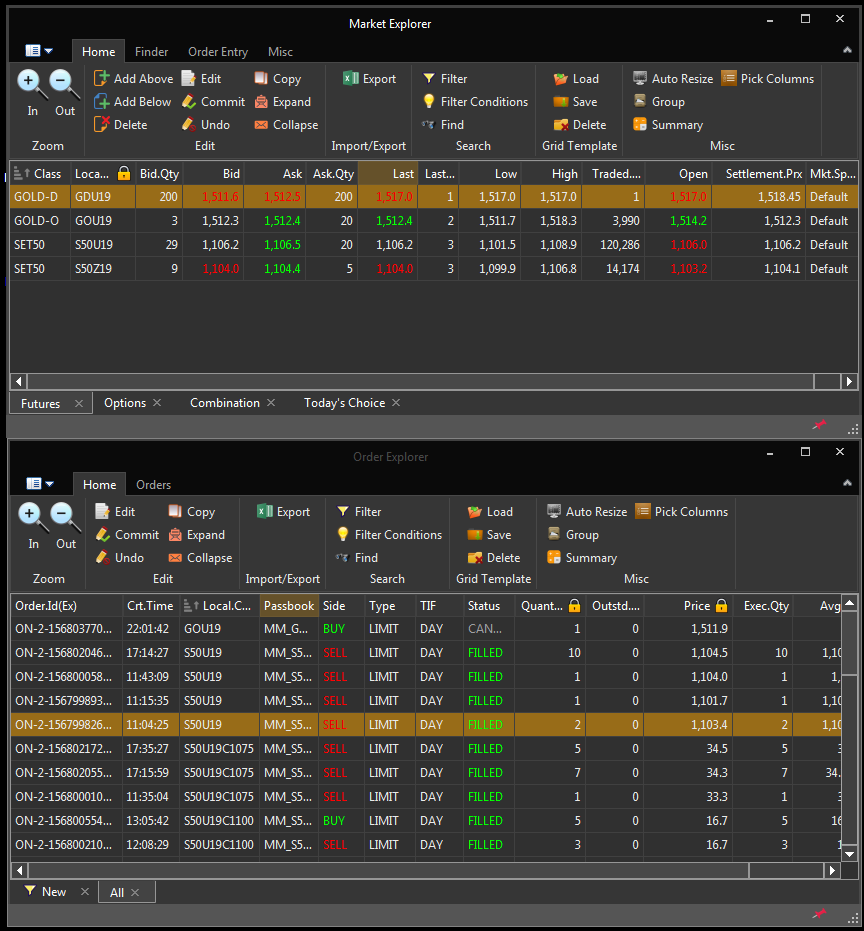 Market Explorer
Home Finder Order Entry Misc
Add Above Edit Copy Export Filter Load Auto Resize Pick Columns
In Out Add Below Commit Expand Filter Conditions Save Group
Delete Undo Collapse Find Delete Summary
Zoom Edit Import/Export Search Grid Template Misc
Class Loca... Bid.Qty Bid Ask Ask.Qty Last Last... Low High Traded.... Open Settlement.Prx Mkt.Sp...
GOLD-D GDU19 200 1,511.6 1,512.5 200 1,517.0 1 1,517.0 1,517.0 1 1,517.0 1,518.45 Default
GOLD-O GOU19 3 1,512.3 1,512.4 20 1,512.4 2 1,511.7 1,518.3 3,990 1,514.2 1,512.3 Default
SET50 S50U19 29 1,106.2 1,106.5 20 1,106.2 3 1,101.5 1,108.9 120,286 1,106.0 1,106.2 Default
SET50 S50Z19 9 1,104.0 1,104.4 5 1,104.0 3 1,099.9 1,106.8 14,174 1,103.2 1,104.1 Default
Futures Options Combination Today's Choice
Order Explorer
Home Orders
Edit Copy Export Filter Load Auto Resize Pick Columns
In Out Commit Expand Filter Conditions Save Group
Undo Collapse Find Delete Summary
Zoom Edit Import/Export Search Grid Template Misc
Order.Id(Ex) Crt.Time Local.C... Passbook Side Type TIF Status Quant... Outstd.... Price Exec.Qty Avg
ON-2-156803770... 22:01:42 GOU19 MM_G... BUY LIMIT DAY CAN... 1 0 1,511.9
ON-2-156802046... 17:14:27 S50U19 MM_S5... SELL LIMIT DAY FILLED 10 0 1,104.5 10 1,10
ON-2-156800058... 11:43:09 S50U19 MM_S5... SELL LIMIT DAY FILLED 1 0 1,104.0 1 1,
ON-2-156799893... 11:15:35 S50U19 MM_S5... SELL LIMIT DAY FILLED 1 0 1,101.7 1 1,10
ON-2-156799826... 11:04:25 S50U19 MM_S5... SELL LIMIT DAY FILLED 2 0 1,103.4 2 1,10
ON-2-156802172... 17:35:27 S50U19C1075 MM_S5... SELL LIMIT DAY FILLED 5 0 34.5 5 3
ON-2-156802055... 17:15:59 S50U19C1075 MM_S5... SELL LIMIT DAY FILLED 7 0 34.3 7 34.
ON-2-156800010... 11:35:04 S50U19C1075 MM_S5... SELL LIMIT DAY FILLED 1 0 33.3 1 3
ON-2-156800554... 13:05:42 S50U19C1100 MM_S5... BUY LIMIT DAY FILLED 5 0 16.7 5 16
ON-2-156800210... 12:08:29 S50U19C1100 MM_S5... SELL LIMIT DAY FILLED 3 0 16.7 3 1
New All